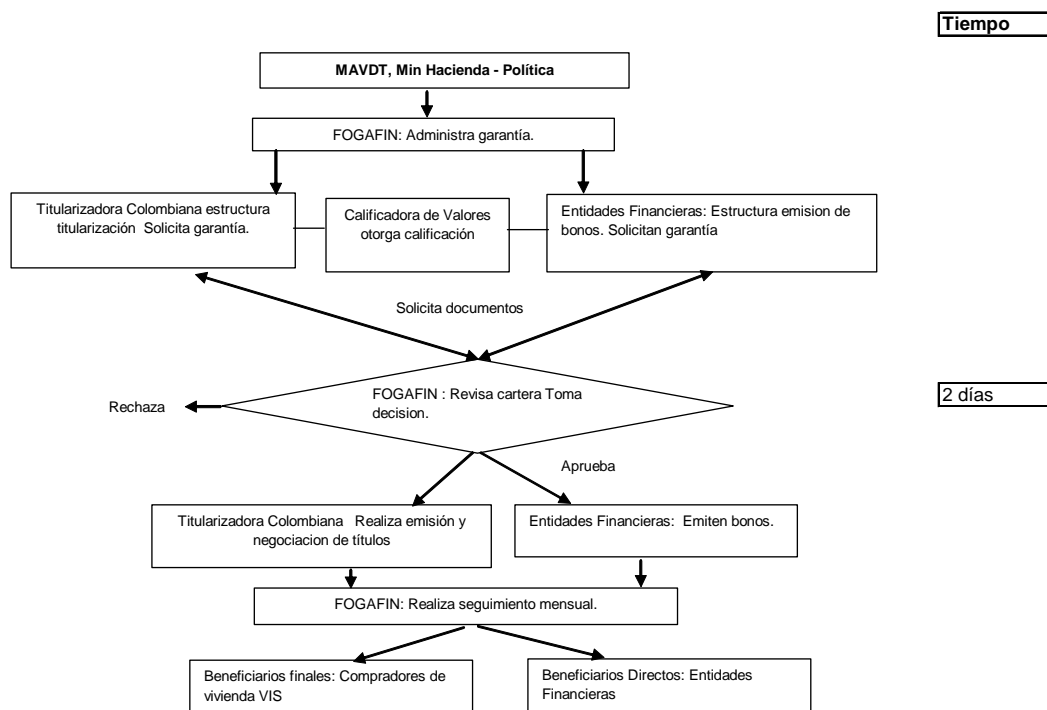 Tiempo
MAVDT, Min Hacienda - Política
FOGAFIN: Administra garantía.
Titularizadora Colombiana estructura
titularización Solicita garantía.
Calificadora de Valores
otorga calificación
Entidades Financieras: Estructura emision de
bonos. Solicitan garantía
Solicita documentos
FOGAFIN : Revisa cartera Toma
decision.
Rechaza
2 días
Aprueba
Titularizadora Colombiana Realiza emisión y
negociacion de títulos
Entidades Financieras: Emiten bonos.
FOGAFIN: Realiza seguimiento mensual.
Beneficiarios finales: Compradores de
vivienda VIS
Beneficiarios Directos: Entidades
Financieras